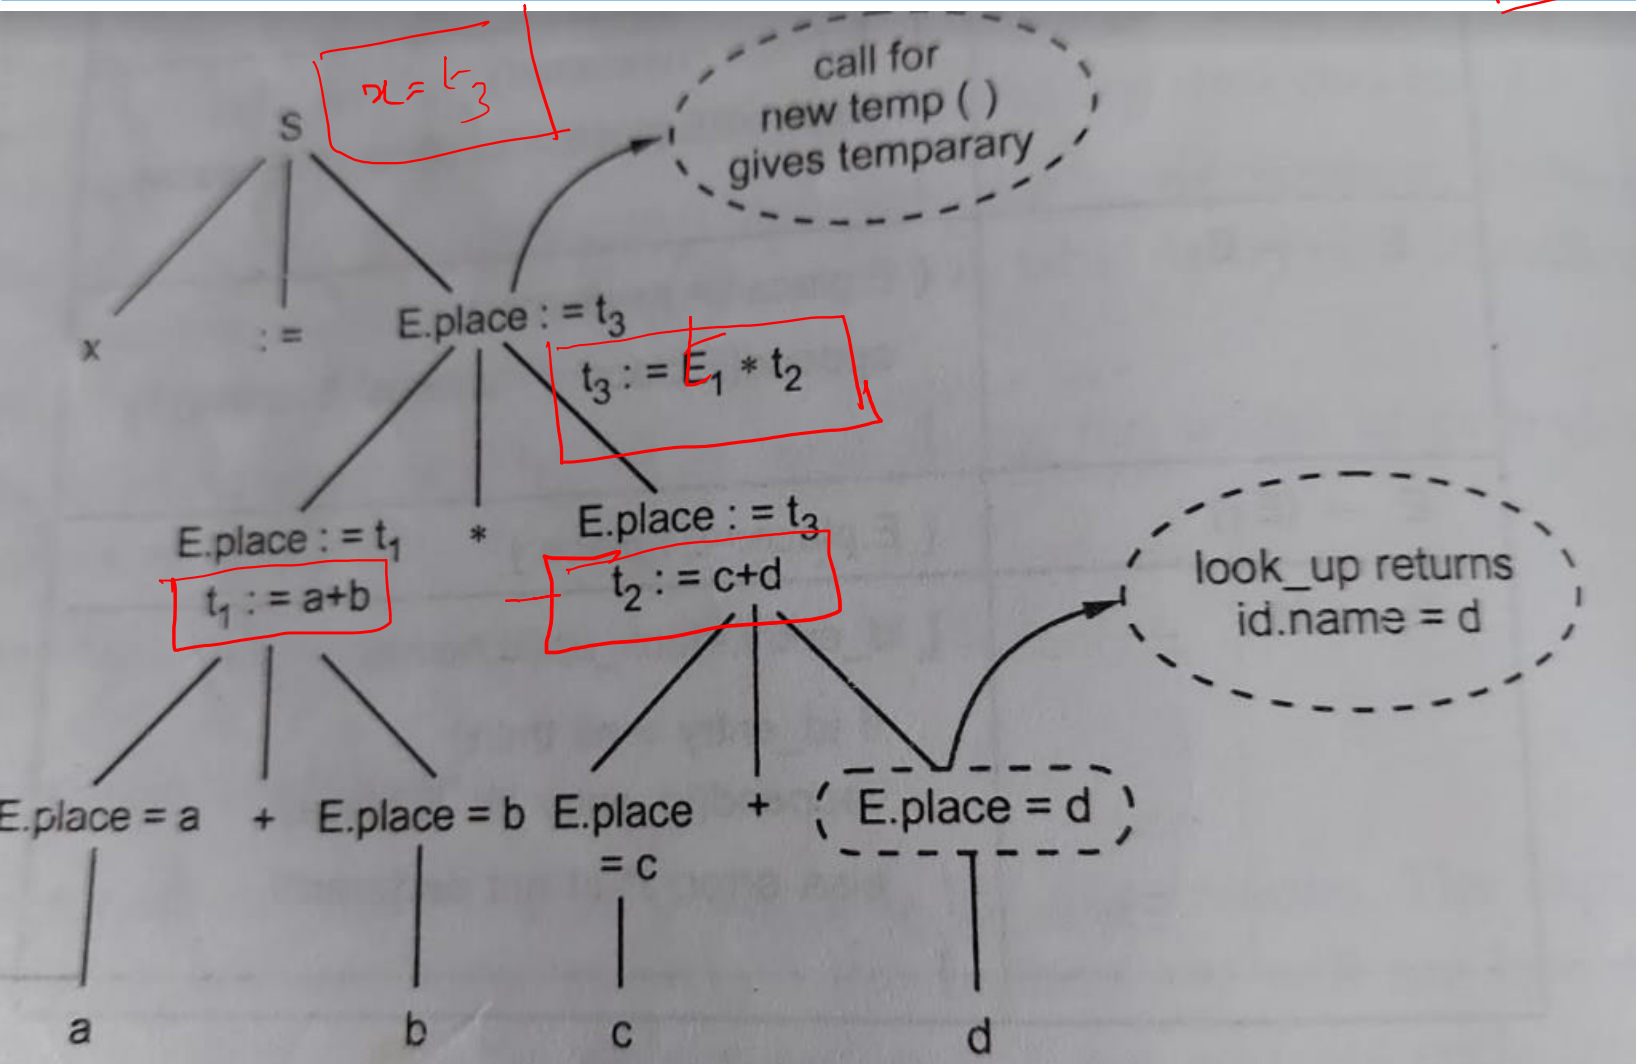 x = t3
S
call for
new temp ( )
gives temparary
x
: =
E.place : = t3
t3 : = E1 * t2
E.place : = t1
*
E.place : = t3
t1 : = a+b
t2 : = c+d
look_up returns
id.name = d
E.place = a
+
E.place = b
E.place
= c
+
E.place = d
a
b
c
d